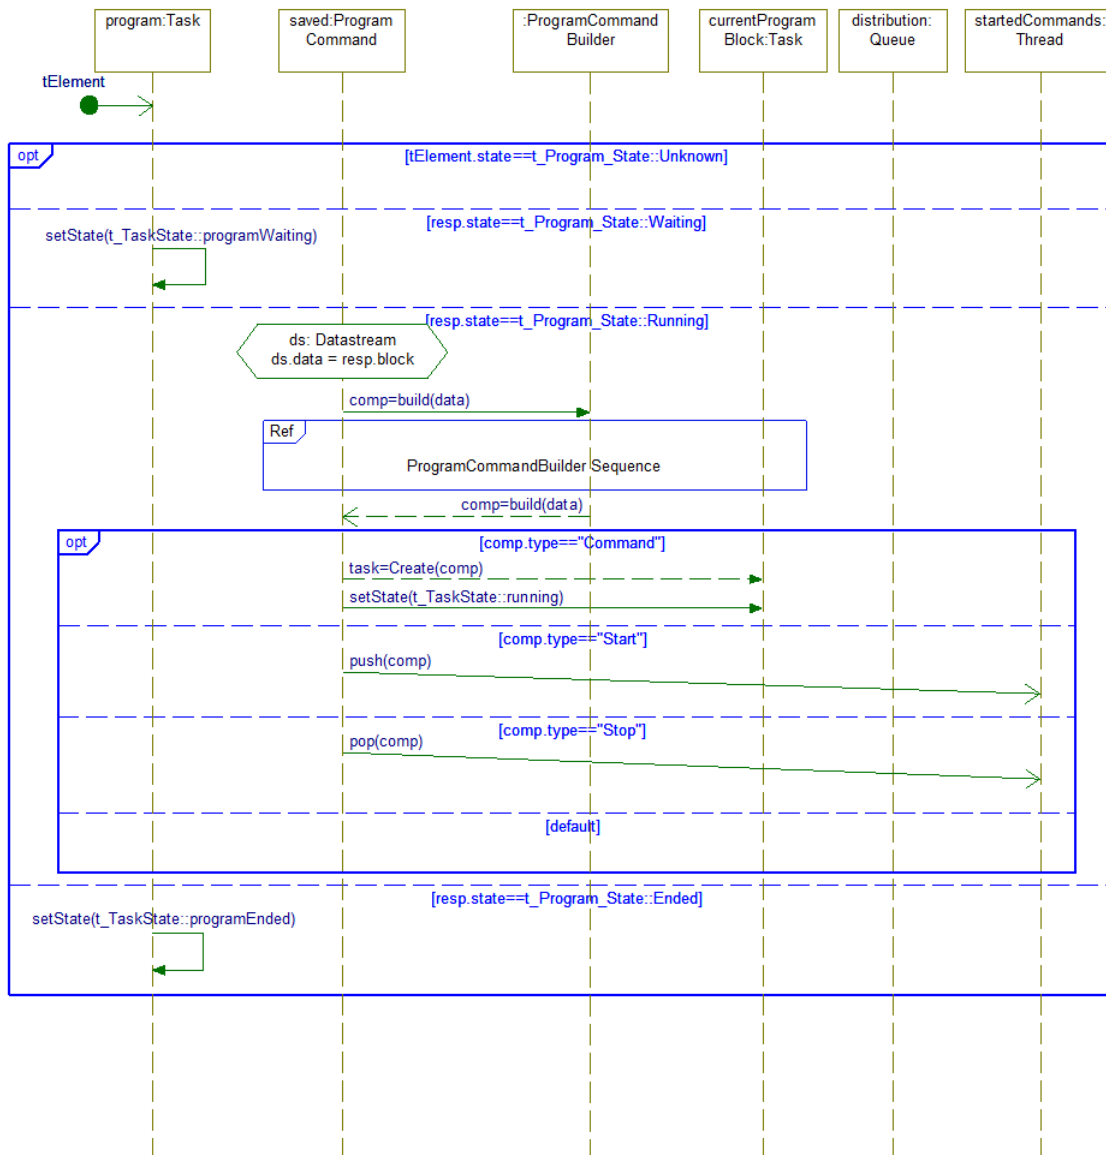 program:Task
saved:Program
Command
:ProgramCommand
Builder
currentProgram
Block:Task
distribution:
Queue
startedCommands:
Thread
tElement
opt
[tElement.state==t_Program_State::Unknown]
[resp.state==t_Program_State::Waiting]
setState(t_TaskState::programWaiting)
[resp.state==t_Program_State::Running]
ds: Datastream
ds.data = resp.block
comp=build(data)
Ref
ProgramCommandBuilder Sequence
comp=build(data)
opt
[comp.type=="Command"]
task=Create(comp)
setState(t_TaskState::running)
[comp.type=="Start"]
push(comp)
[comp.type=="Stop"]
pop(comp)
[default]
[resp.state==t_Program_State::Ended]
setState(t_TaskState::programEnded)